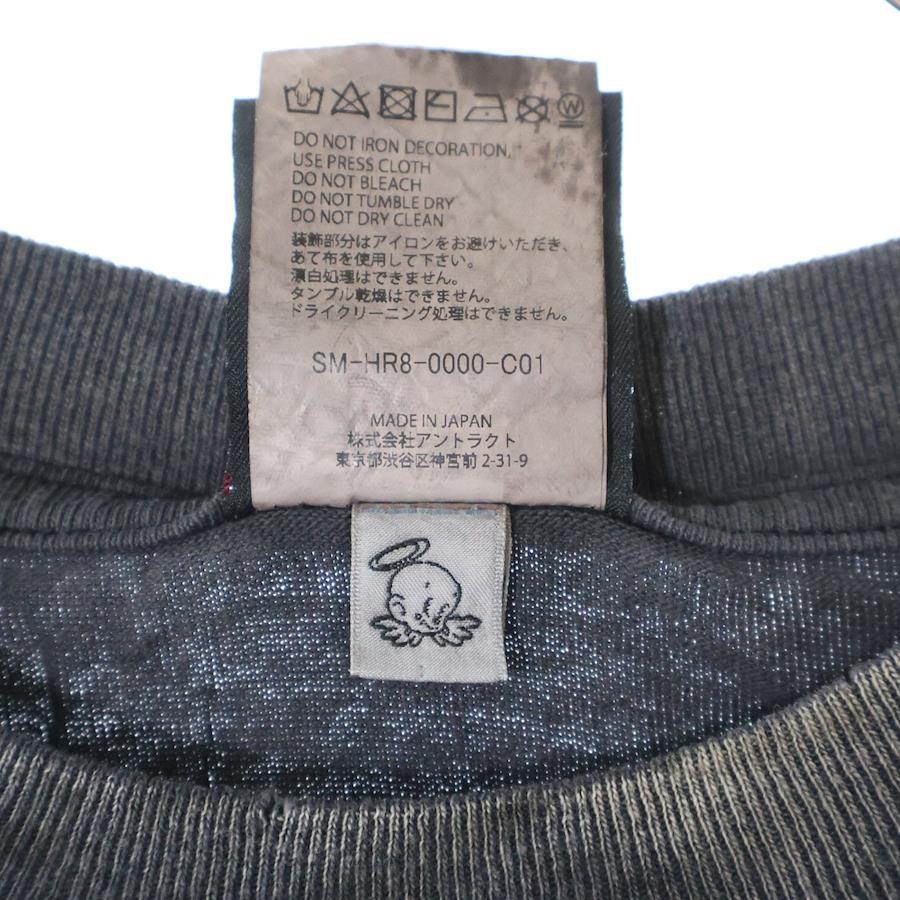 W
DO NOT IRON DECORATION,
USE PRESS CLOTH
DO NOT BLEACH
DO NOT TUMBLE DRY
DO NOT DRY CLEAN
装飾部分はアイロンをお避けいただき、
あて布を使用して下さい。
漂白処理はできません。
タンブル乾燥はできません。
ドライクリーニング処理はできません。
SM-HR8-0000-C01
MADE IN JAPAN
株式会社アントラクト
東京都渋谷区神宮前 2-31-9